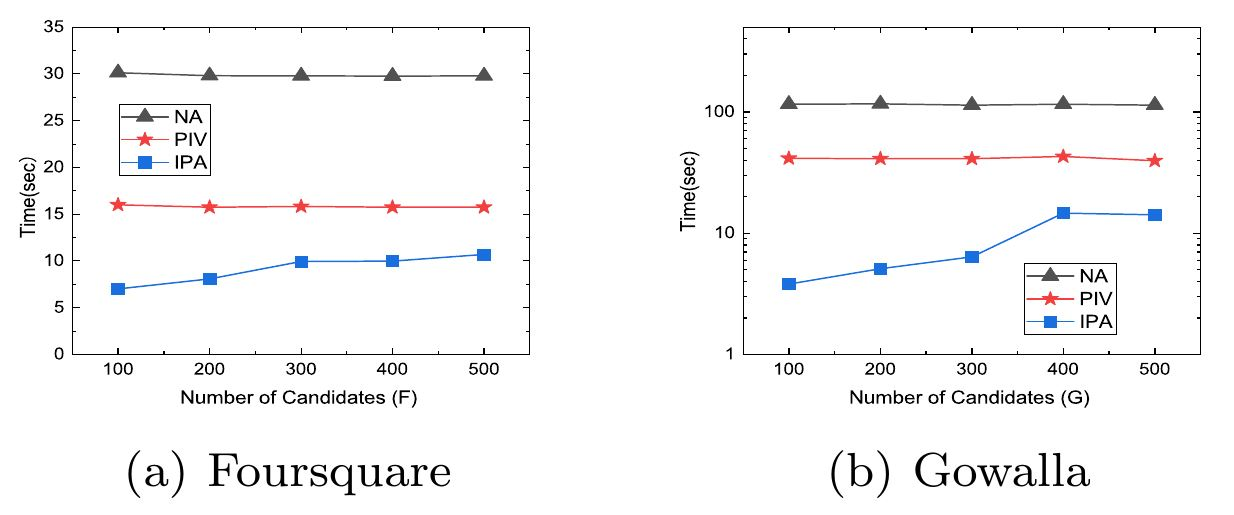 35
30
25
20
15
10
5
0
Time(sec)
NA
PIV
IPA
100 200 300 400 500
Number of Candidates (F)
(a) Foursquare
100
10
1
Time(sec)
NA
PIV
IPA
100 200 300 400 500
Number of Candidates (G)
(b) Gowalla